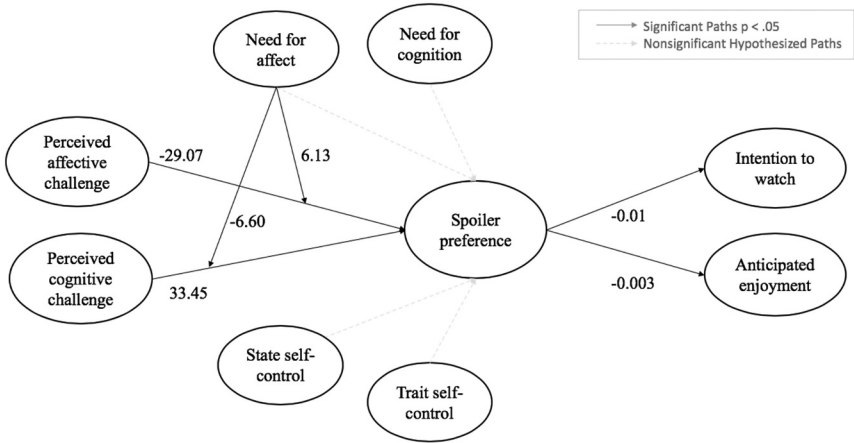 Need for
affect
Need for
cognition
Significant Paths p < .05
Nonsignificant Hypothesized Paths
Perceived
affective
challenge
-29.07
6.13
Intention to
watch
Spoiler
preference
-0.01
-6.60
Perceived
cognitive
challenge
33.45
Anticipated
enjoyment
-0.003
State self-
control
Trait self-
control